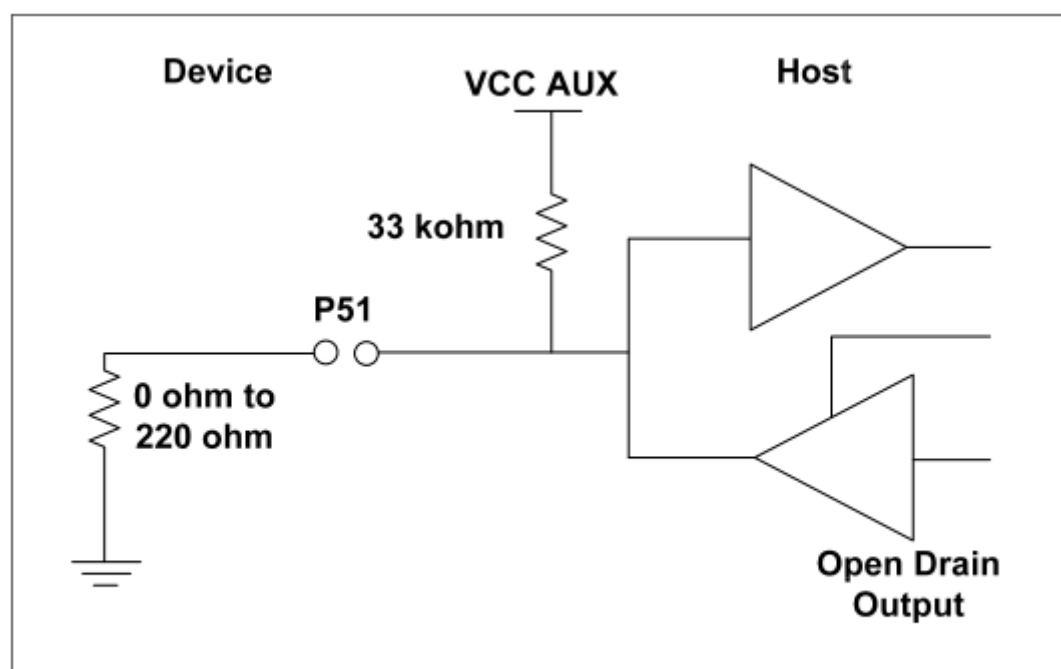 Device
Host
VCC AUX
33 kohm
P51
0 ohm to
220 ohm
Open Drain
Output